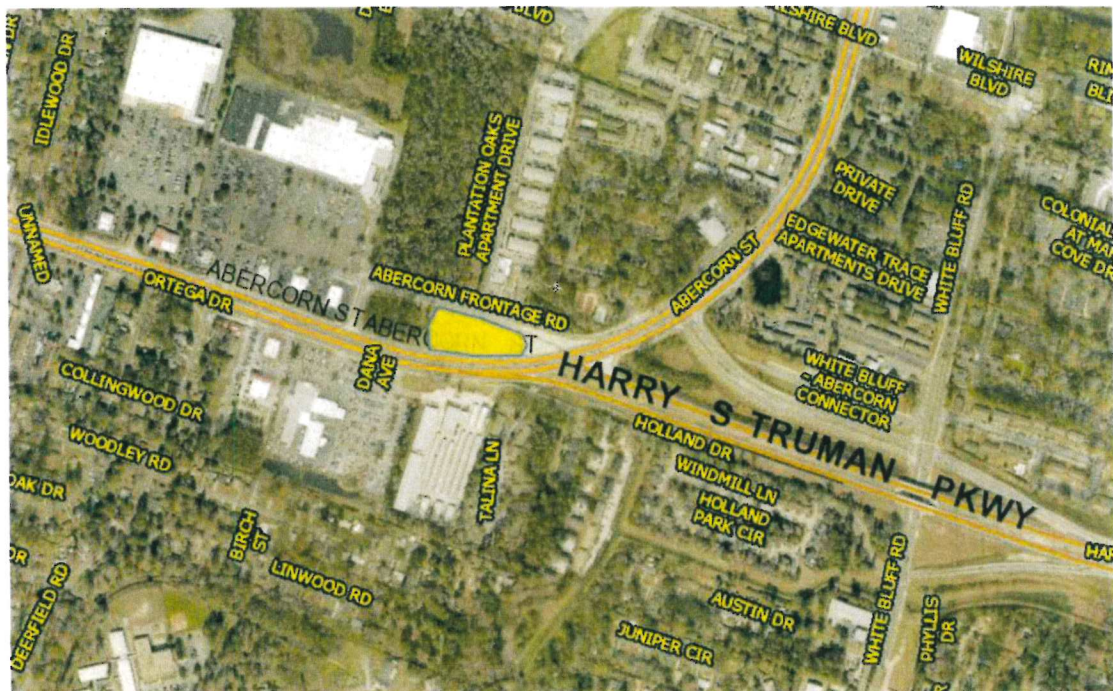 BLVD
WILSHIRE BLVD
WILSHIRE
BLVD
IDLEWOOD DR
PLANTATION OAKS
APARTMENT DRIVE
PRIVATE
DRIVE
EDGEWATER TRACE
APARTMENTS DRIVE
WHITE BLUFF RD
COLONIAL
COVE DR
UNNAMED
ORTEGA DR
ABERCORN ST
ABERCORN FRONTAGE RD
ABERCORN ST
DANA
AVE
HARRY S TRUMAN PKWY
WHITE BLUFF
- ABERCORN
CONNECTOR
COLLINGWOOD DR
WOODLEY RD
OAK DR
TALINA LN
HOLLAND DR
WINDMILL LN
HOLLAND
PARK CIR
BIRCH
ST
LINWOOD RD
DEERFIELD RD
AUSTIN DR
JUNIPER CIR
WHITE BLUFF RD
PHYLLIS
DR